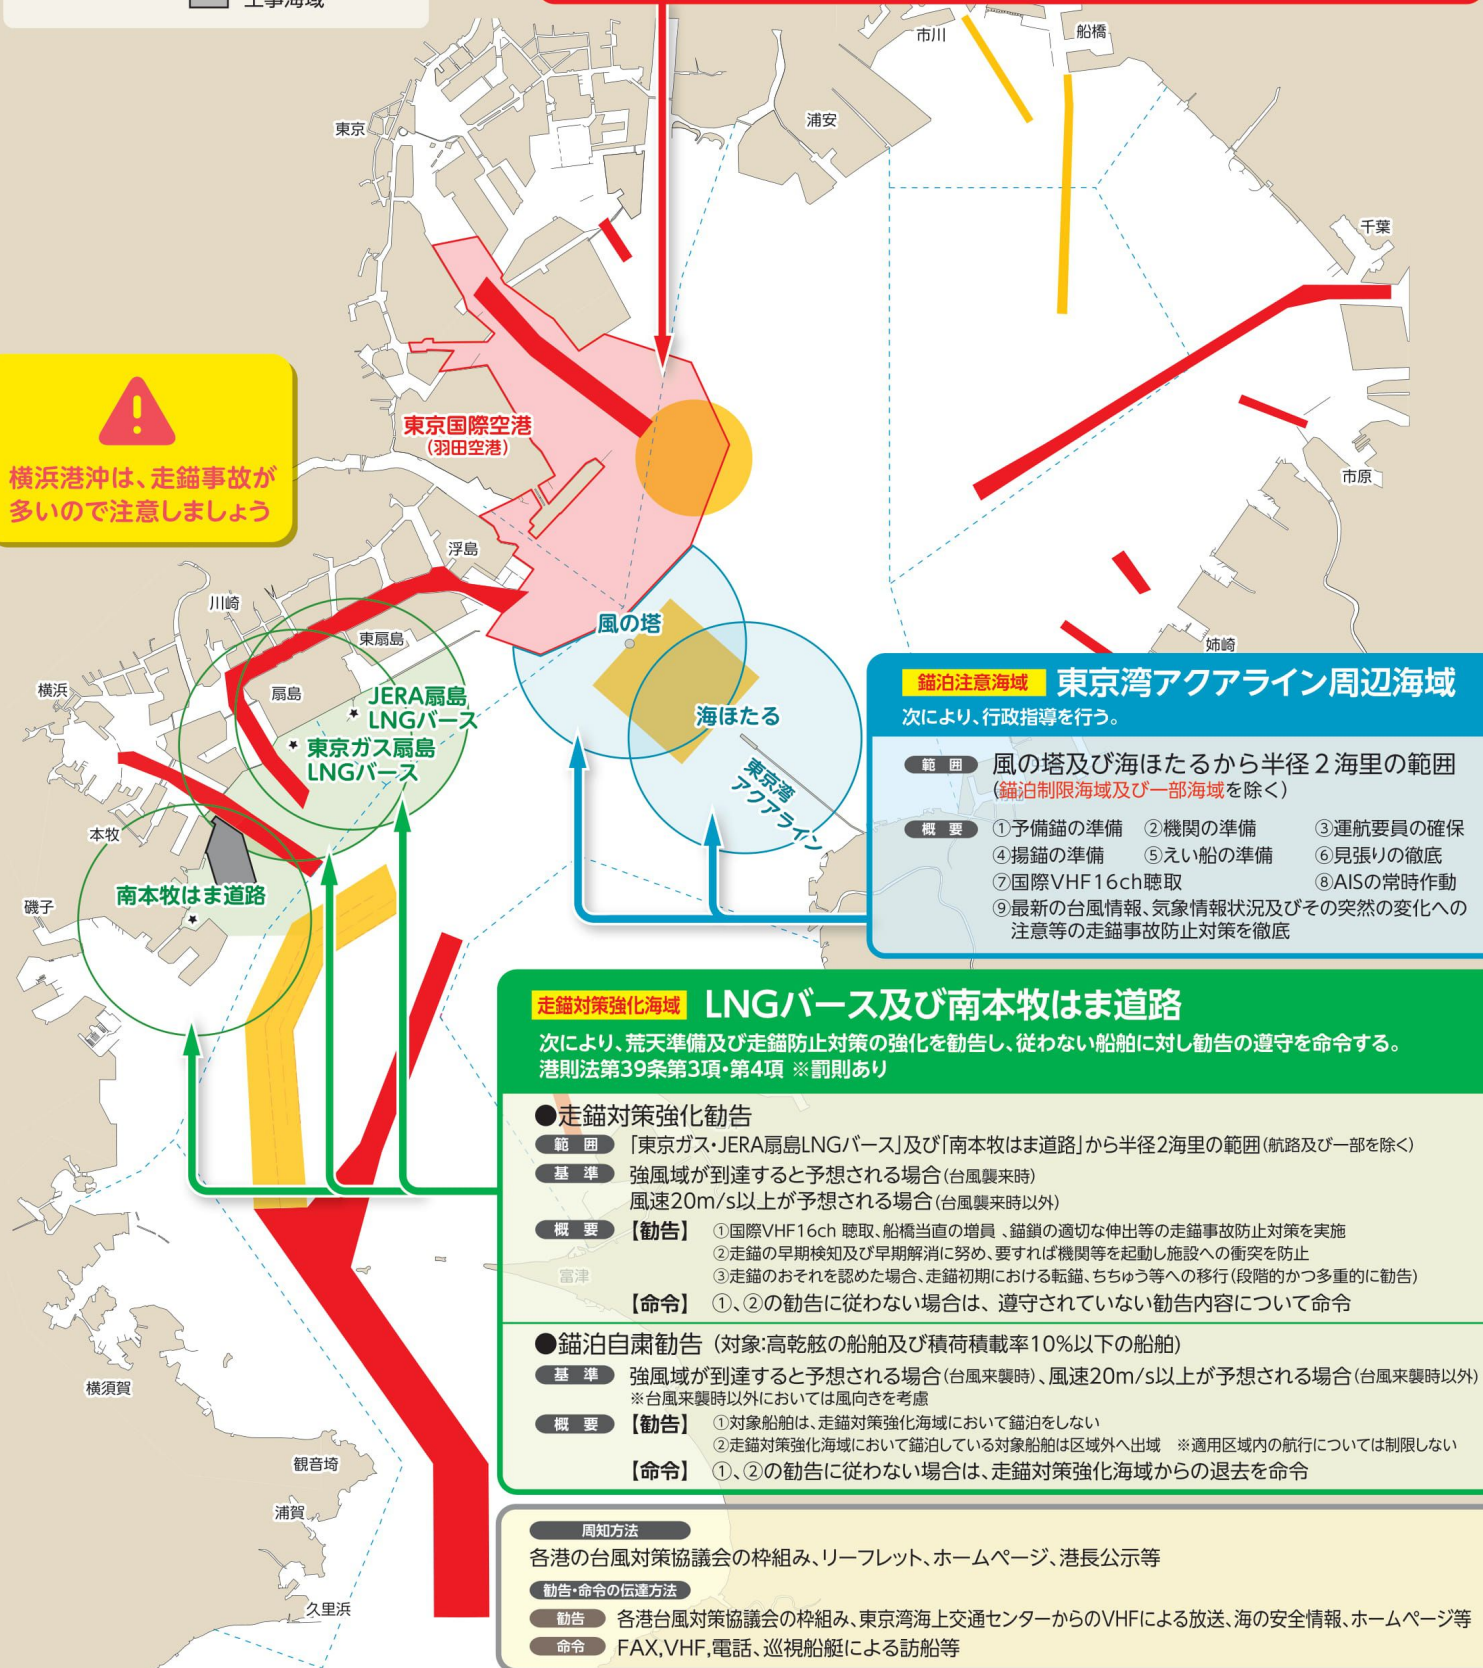 工事海域
市川
船橋
東京
浦安
千葉
東京国際空港
(羽田空港)
横浜港沖は、走錨事故が
多いので注意しましょう
市原
浮島
川崎
風の塔
東扇島
姉崎
横浜
扇島
JERA扇島
LNGバース
東京ガス扇島
LNGバース
海ほたる
東京湾
アクアライン
本牧
南本牧はま道路
磯子
錨泊注意海域 東京湾アクアライン周辺海域
次により、行政指導を行う。
範囲 風の塔及び海ほたるから半径2海里の範囲
(錨泊制限海域及び一部海域を除く)
概要 ①予備錨の準備 ②機関の準備 ③運航要員の確保
④揚錨の準備 ⑤えい船の準備 ⑥見張りの徹底
⑦国際VHF16ch聴取 ⑧AISの常時作動
⑨最新の台風情報、気象情報状況及びその突然の変化への
注意等の走錨事故防止対策を徹底
走錨対策強化海域 LNGバース及び南本牧はま道路
次により、荒天準備及び走錨防止対策の強化を勧告し、従わない船舶に対し勧告の遵守を命令する。
港則法第39条第3項・第4項 ※罰則あり
●走錨対策強化勧告
範囲 「東京ガス・JERA扇島LNGバース」及び「南本牧はま道路」から半径2海里の範囲(航路及び一部を除く)
基準 強風域が到達すると予想される場合(台風襲来時)
風速20m/s以上が予想される場合(台風襲来時以外)
概要 【勧告】 ①国際VHF16ch 聴取、船橋当直の増員、錨鎖の適切な伸出等の走錨事故防止対策を実施
②走錨の早期検知及び早期解消に努め、要すれば機関等を起動し施設への衝突を防止
③走錨のおそれを認めた場合、走錨初期における転錨、ちちゅう等への移行(段階的かつ多重的に勧告)
【命令】 ①、②の勧告に従わない場合は、遵守されていない勧告内容について命令
富津
●錨泊自粛勧告 (対象:高乾舷の船舶及び積荷積載率10%以下の船舶)
基準 強風域が到達すると予想される場合(台風来襲時)、風速20m/s以上が予想される場合(台風来襲時以外)
※台風来襲時以外においては風向きを考慮
概要 【勧告】 ①対象船舶は、走錨対策強化海域において錨泊をしない
②走錨対策強化海域において錨泊している対象船舶は区域外へ出域 ※適用区域内の航行については制限しない
【命令】 ①、②の勧告に従わない場合は、走錨対策強化海域からの退去を命令
横須賀
観音埼
浦賀
久里浜
周知方法
各港の台風対策協議会の枠組み、リーフレット、ホームページ、港長公示等
勧告・命令の伝達方法
勧告 各港台風対策協議会の枠組み、東京湾海上交通センターからのVHFによる放送、海の安全情報、ホームページ等
命令 FAX,VHF,電話、巡視船艇による訪船等